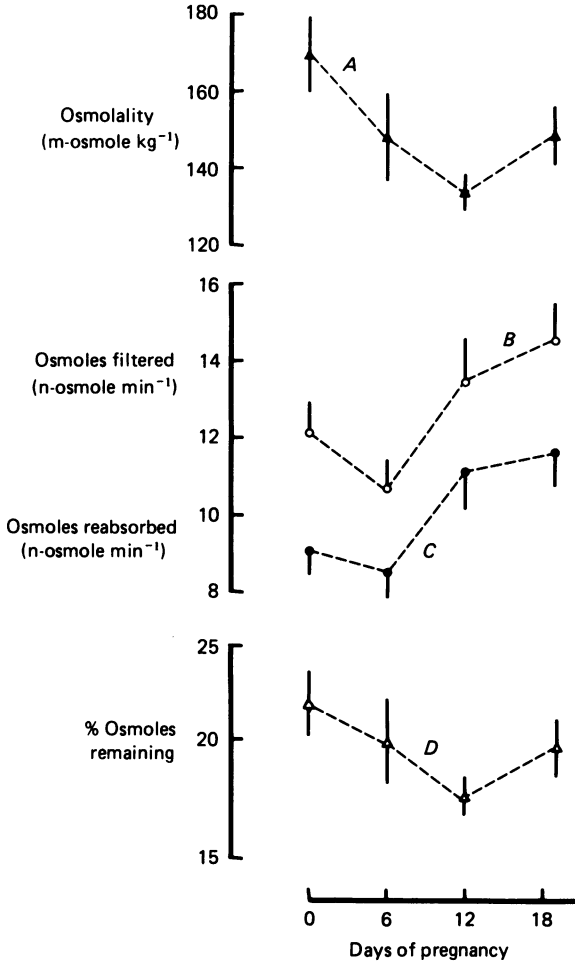 180
A
160
Osmolality
(m-osmole kg⁻¹)
140
120
16
B
14
Osmoles filtered
(n-osmole min⁻¹)
12
10
Osmoles reabsorbed
(n-osmole min⁻¹)
C
8
25
% Osmoles
remaining
20
D
15
0 6 12 18
Days of pregnancy